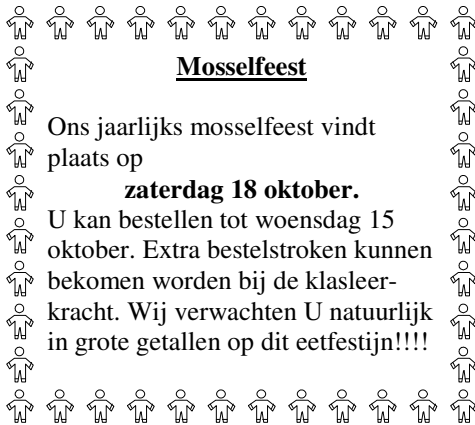 Mosselfeest
Ons jaarlijks mosselfeest vindt
plaats op
zaterdag 18 oktober.
U kan bestellen tot woensdag 15
oktober. Extra bestelstroken kunnen
bekomen worden bij de klasleer-
kracht. Wij verwachten U natuurlijk
in grote getallen op dit eetfestijn!!!!